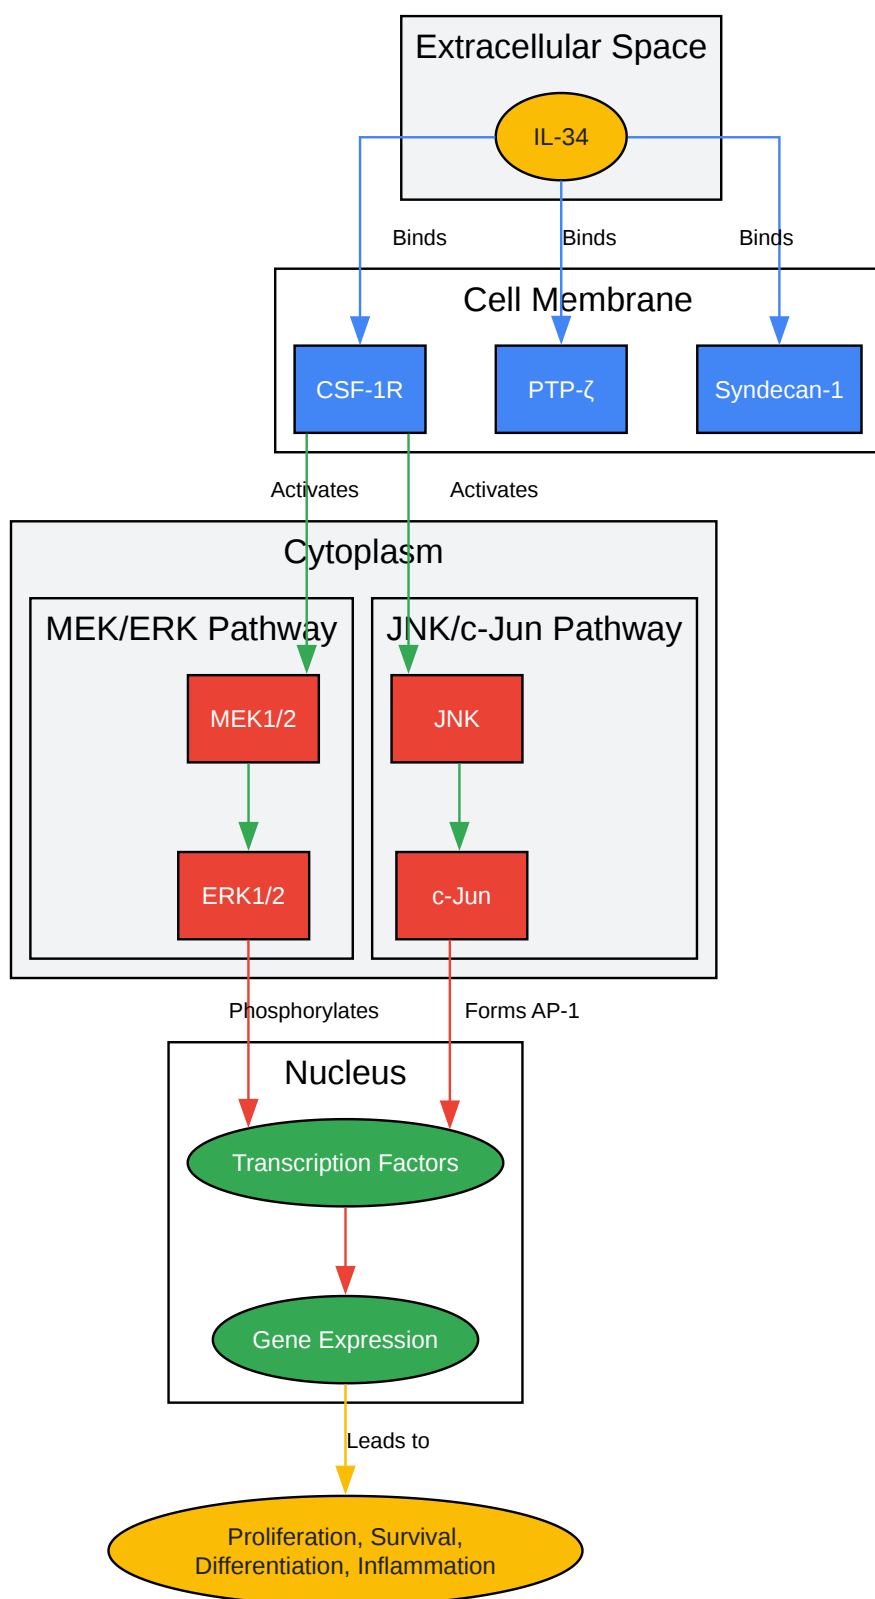 Extracellular Space
IL-34
Binds
Binds
Binds
Cell Membrane
CSF-1R
PTP-ζ
Syndecan-1
Activates
Activates
Cytoplasm
MEK/ERK Pathway
JNK/c-Jun Pathway
MEK1/2
JNK
ERK1/2
c-Jun
Phosphorylates
Forms AP-1
Nucleus
Transcription Factors
Gene Expression
Leads to
Proliferation, Survival,
Differentiation, Inflammation